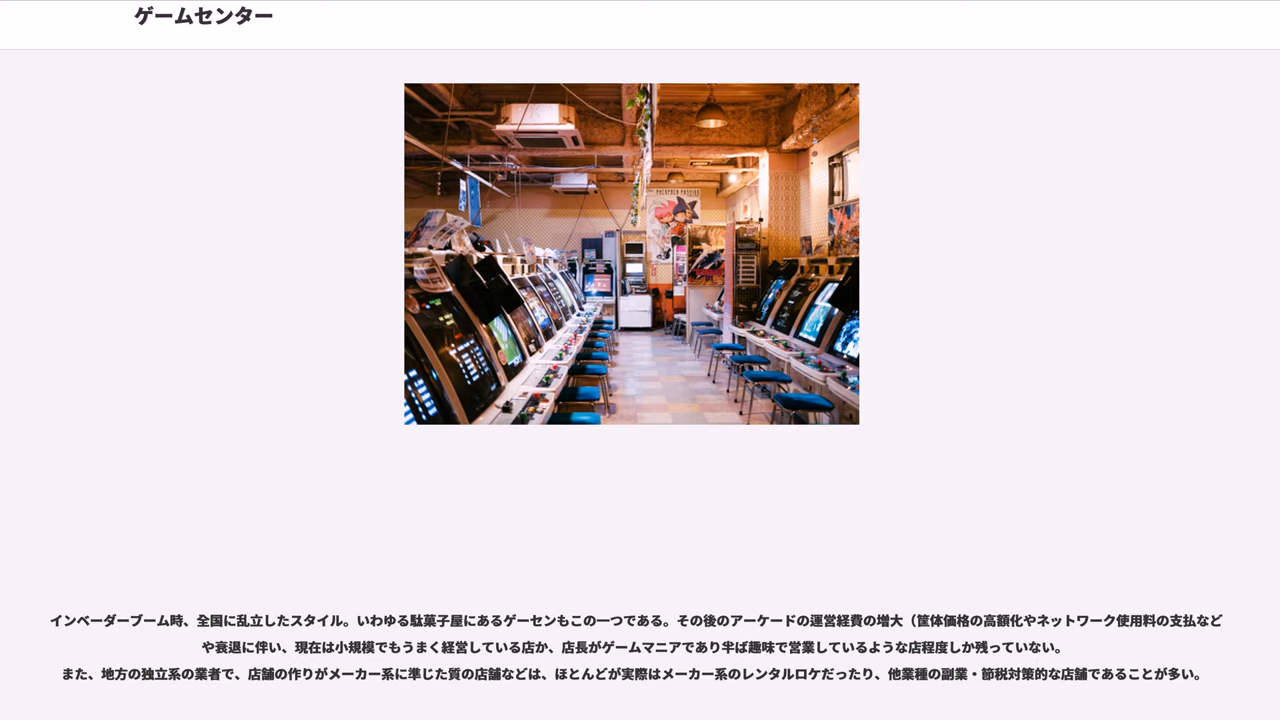 ゲームセンター
インベーダーブーム時、全国に乱立したスタイル。いわゆる駄菓子屋にあるゲーセンもこの一つである。その後のアーケードの運営経費の増大（筐体価格の高額化やネットワーク使用料の支払など
や衰退に伴い、現在は小規模でもうまく経営している店か、店長がゲームマニアであり半ば趣味で営業しているような店程度しか残っていない。
また、地方の独立系の業者で、店舗の作りがメーカー系に準じた質の店舗などは、ほとんどが実際はメーカー系のレンタルロケだったり、他業種の副業・節税対策的な店舗であることが多い。